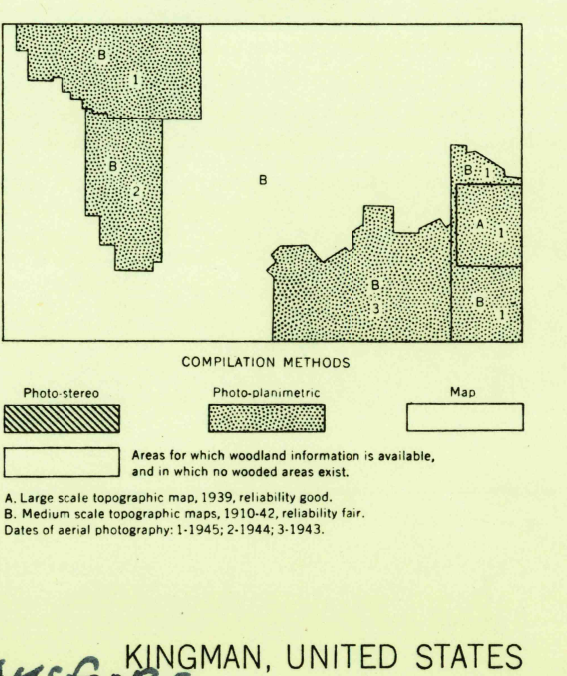 B
1
B
2
B
B. 1
A
1
B
3
B.
1
COMPILATION METHODS
Photo-stereo Photo-planimetric Map
Areas for which woodland information is available,
and in which no wooded areas exist.
A. Large scale topographic map, 1939, reliability good.
B. Medium scale topographic maps, 1910-42, reliability fair.
Dates of aerial photography: 1-1945; 2-1944; 3-1943.
KINGMAN, UNITED STATES